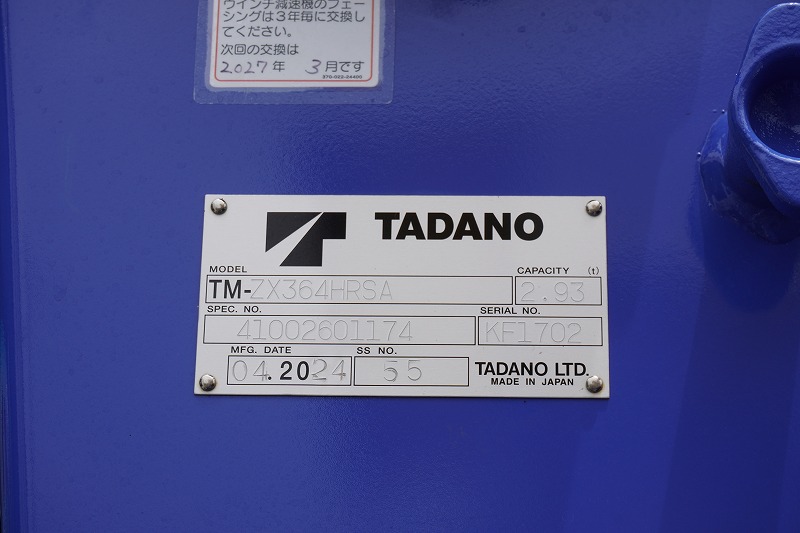 ウインチ減速機のフェー
シングは3年毎に交換し
てください。
次回の交換は
2027年 3月です
370-022-24400
TADANO
MODEL CAPACITY (t)
TM-ZX364HRSA 2.93
SPEC. NO. SERIAL NO.
41002601174 KF1702
MFG. DATE SS NO.
04.2024 55 TADANO LTD.
MADE IN JAPAN